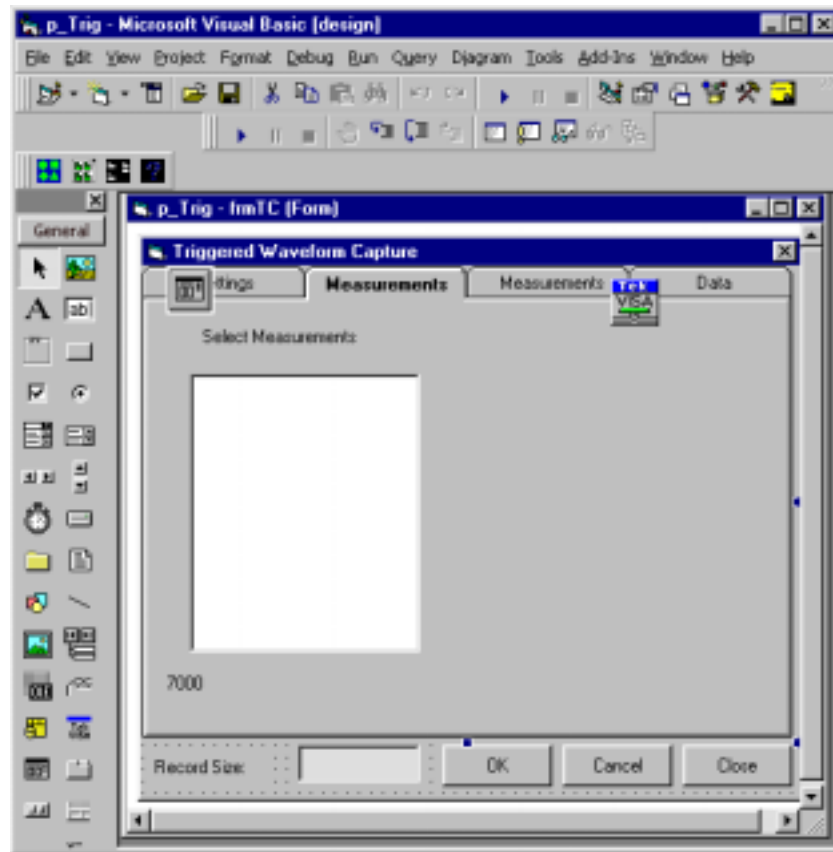 p_Trig - Microsoft Visual Basic [design]
File Edit View Project Format Debug Run Query Diagram Tools Add-Ins Window Help
General
p_Trig - frmTC (Form)
Triggered Waveform Capture
ttings Measurements Measurements Data
Tek
VISA
Select Measurements
A
ab
7000
Record Size: OK Cancel Close